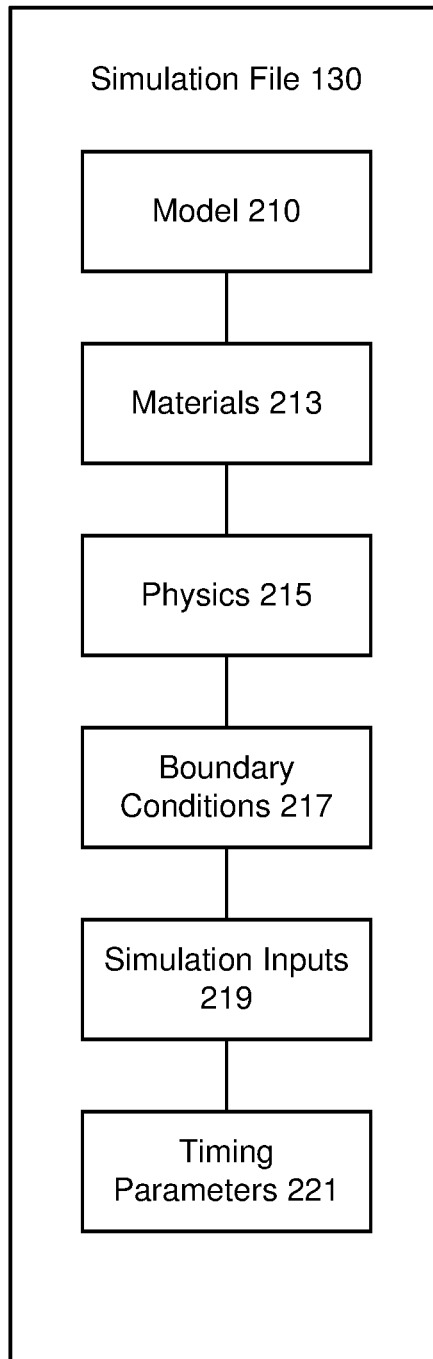 Simulation File 130
Model 210
Materials 213
Physics 215
Boundary
Conditions 217
Simulation Inputs
219
Timing
Parameters 221